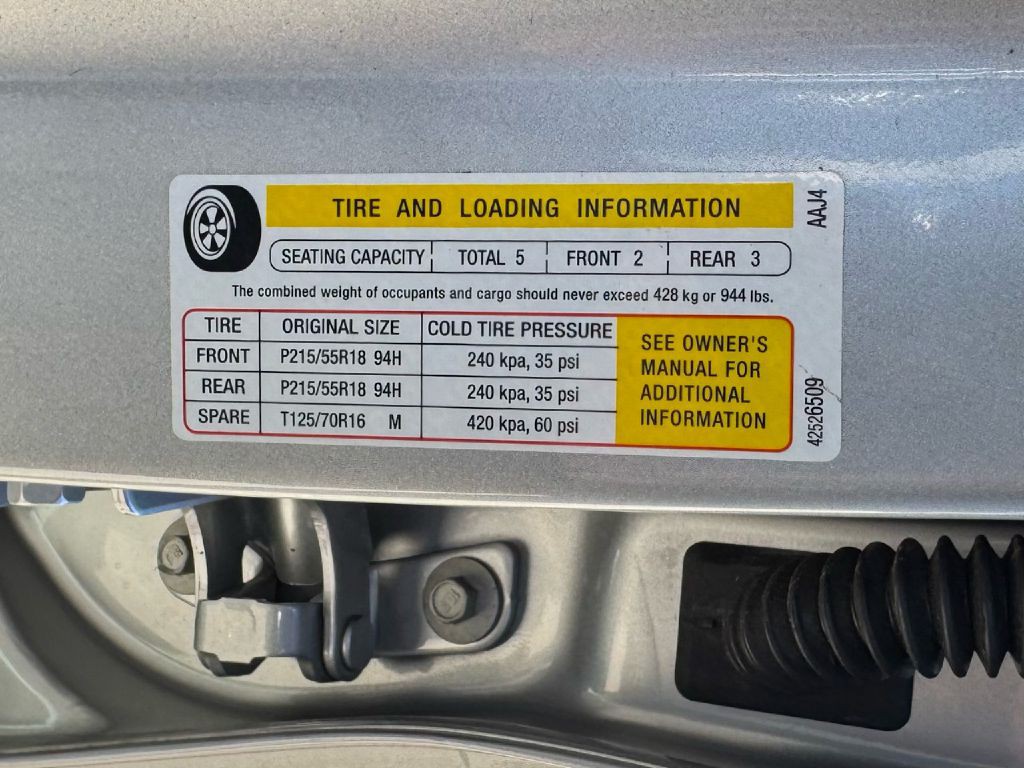 TIRE AND LOADING INFORMATION
SEATING CAPACITY TOTAL 5 FRONT 2 REAR 3
The combined weight of occupants and cargo should never exceed 428 kg or 944 lbs.
TIRE ORIGINAL SIZE COLD TIRE PRESSURE
FRONT P215/55R18 94H 240 kpa, 35 psi
REAR P215/55R18 94H 240 kpa, 35 psi
SPARE T125/70R16 M 420 kpa, 60 psi
SEE OWNER'S
MANUAL FOR
ADDITIONAL
INFORMATION
AAJ4
42526509